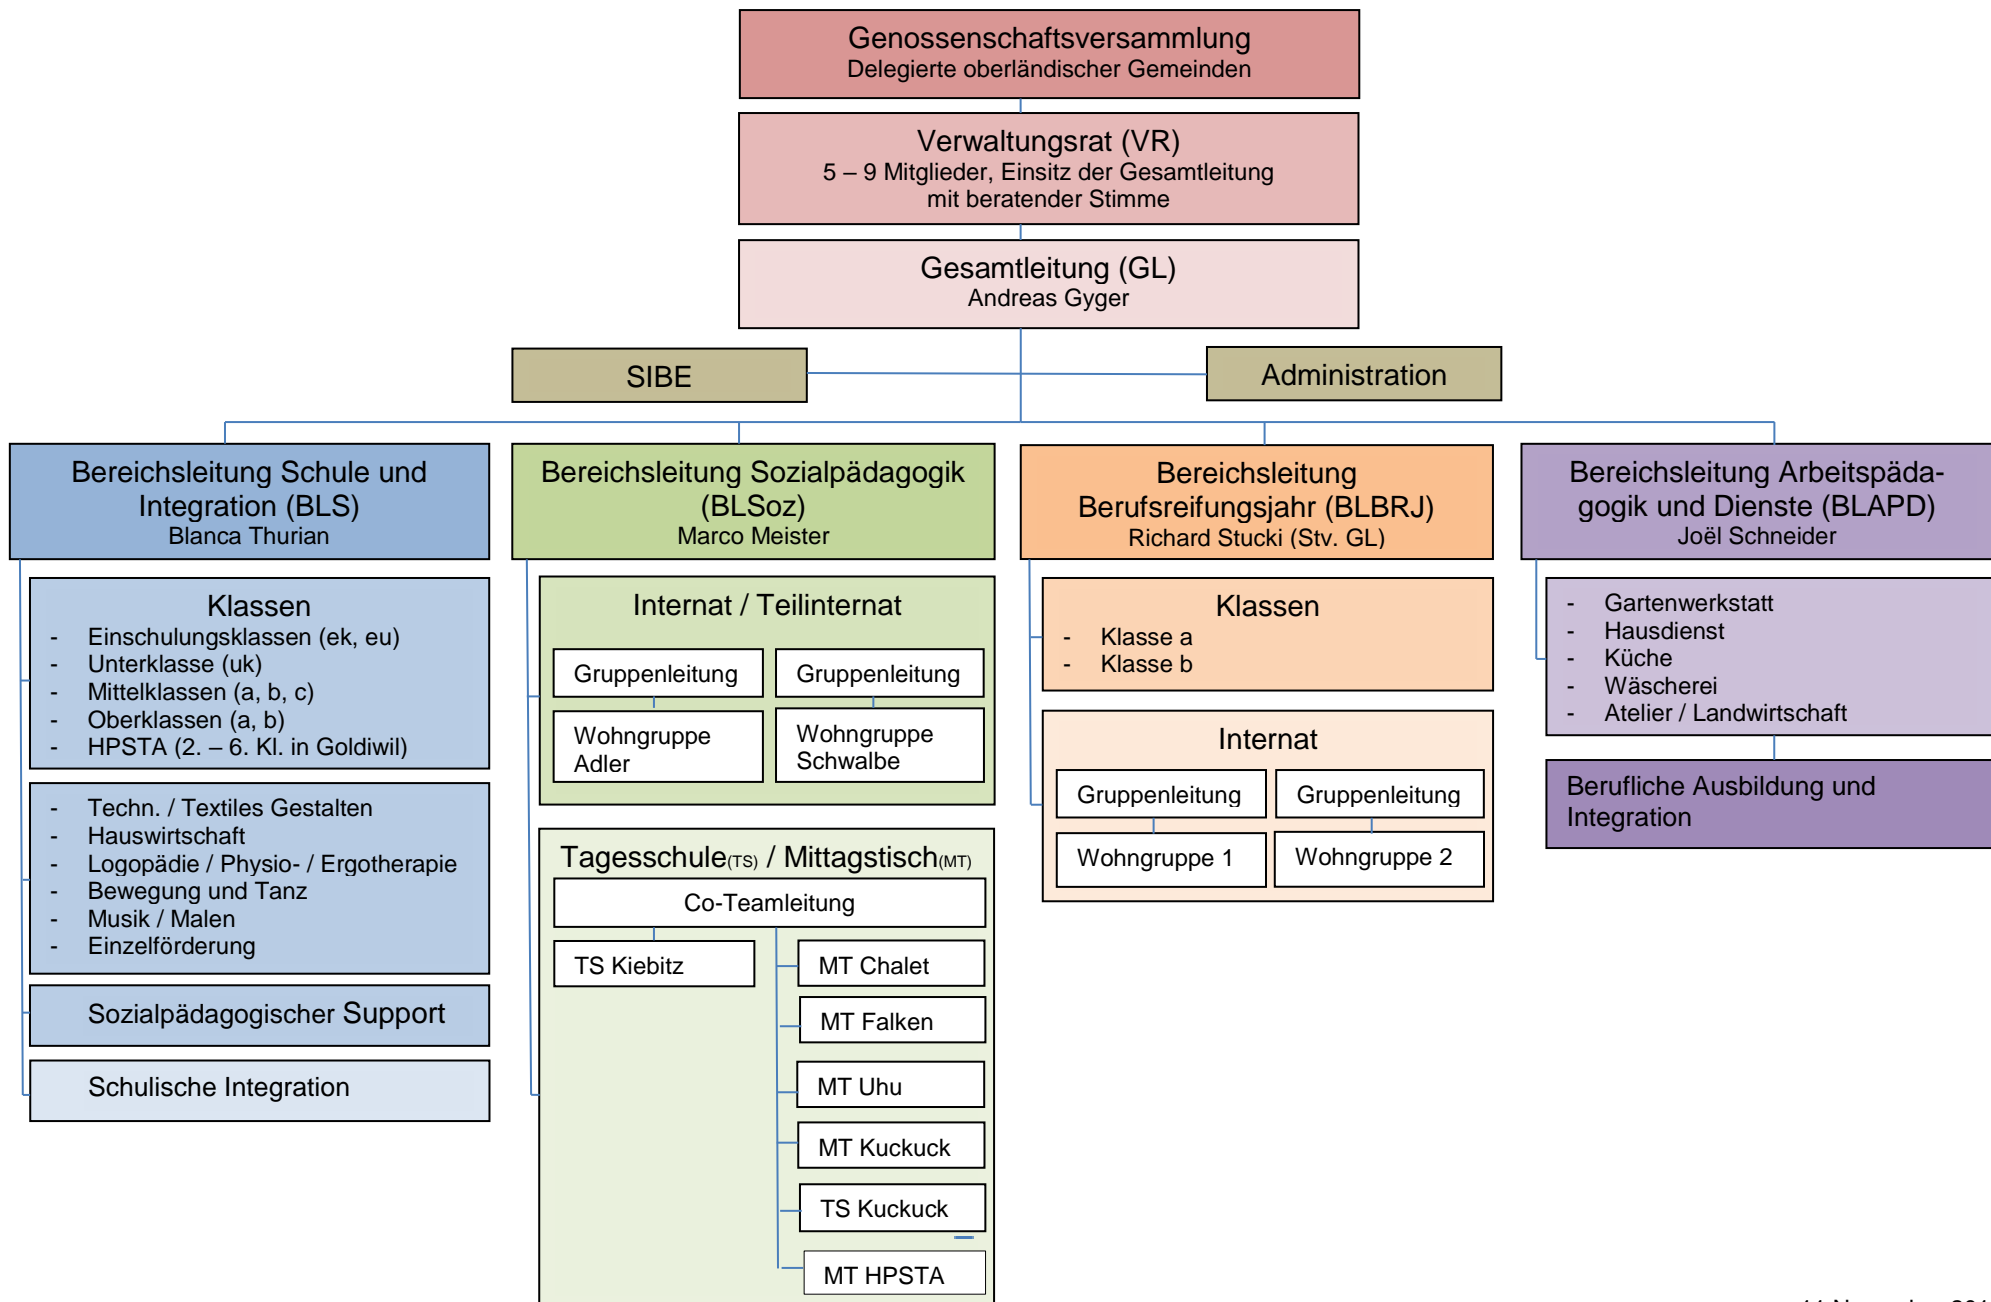 Genossenschaftsversammlung
Delegierte oberländischer Gemeinden
Verwaltungsrat (VR)
5 – 9 Mitglieder, Einsitz der Gesamtleitung
mit beratender Stimme
Gesamtleitung (GL)
Andreas Gyger
SIBE
Administration
Bereichsleitung Schule und
Integration (BLS)
Blanca Thurian
Klassen
- Einschulungsklassen (ek, eu)
- Unterklasse (uk)
- Mittelklassen (a, b, c)
- Oberklassen (a, b)
- HPSTA (2. – 6. Kl. in Goldiwil)
- Techn. / Textiles Gestalten
- Hauswirtschaft
- Logopädie / Physio- / Ergotherapie
- Bewegung und Tanz
- Musik / Malen
- Einzelförderung
Sozialpädagogischer Support
Schulische Integration
Bereichsleitung Sozialpädagogik
(BLSoz)
Marco Meister
Internat / Teilinternat
Gruppenleitung
Wohngruppe
Adler
Gruppenleitung
Wohngruppe
Schwalbe
Tagesschule(TS) / Mittagstisch(MT)
Co-Teamleitung
TS Kiebitz
MT Chalet
MT Falken
MT Uhu
MT Kuckuck
TS Kuckuck
MT HPSTA
Bereichsleitung
Berufsreifungsjahr (BLBRJ)
Richard Stucki (Stv. GL)
Klassen
- Klasse a
- Klasse b
Internat
Gruppenleitung
Wohngruppe 1
Gruppenleitung
Wohngruppe 2
Bereichsleitung Arbeitspäda-
gogik und Dienste (BLAPD)
Joël Schneider
- Gartenwerkstatt
- Hausdienst
- Küche
- Wäscherei
- Atelier / Landwirtschaft
Berufliche Ausbildung und
Integration